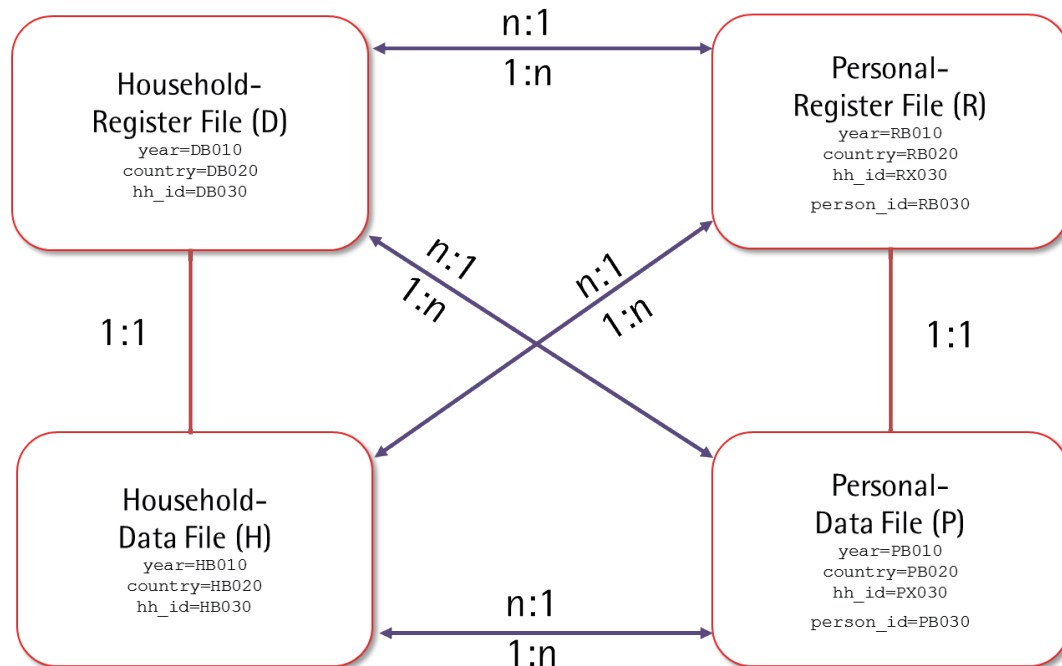 n:1
1:n
Household-
Register File (D)
year=DB010
country=DB020
hh_id=DB030
Personal-
Register File (R)
year=RB010
country=RB020
hh_id=RX030
person_id=RB030
n:1
1:n
n:1
1:n
1:1
1:1
Household-
Data File (H)
year=HB010
country=HB020
hh_id=HB030
Personal-
Data File (P)
year=PB010
country=PB020
hh_id=PX030
person_id=PB030
n:1
1:n